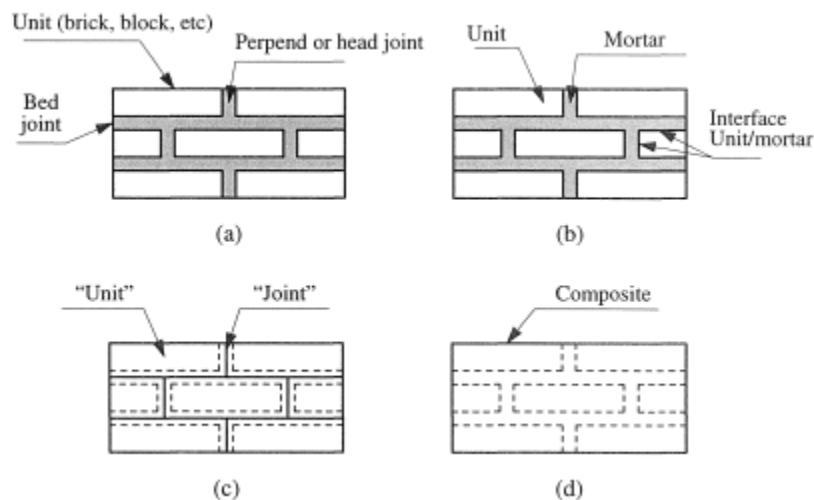 Unit (brick, block, etc)
Perpend or head joint
Bed
joint
(a)
Unit
Mortar
Interface
Unit/mortar
(b)
“Unit”
“Joint”
(c)
Composite
(d)